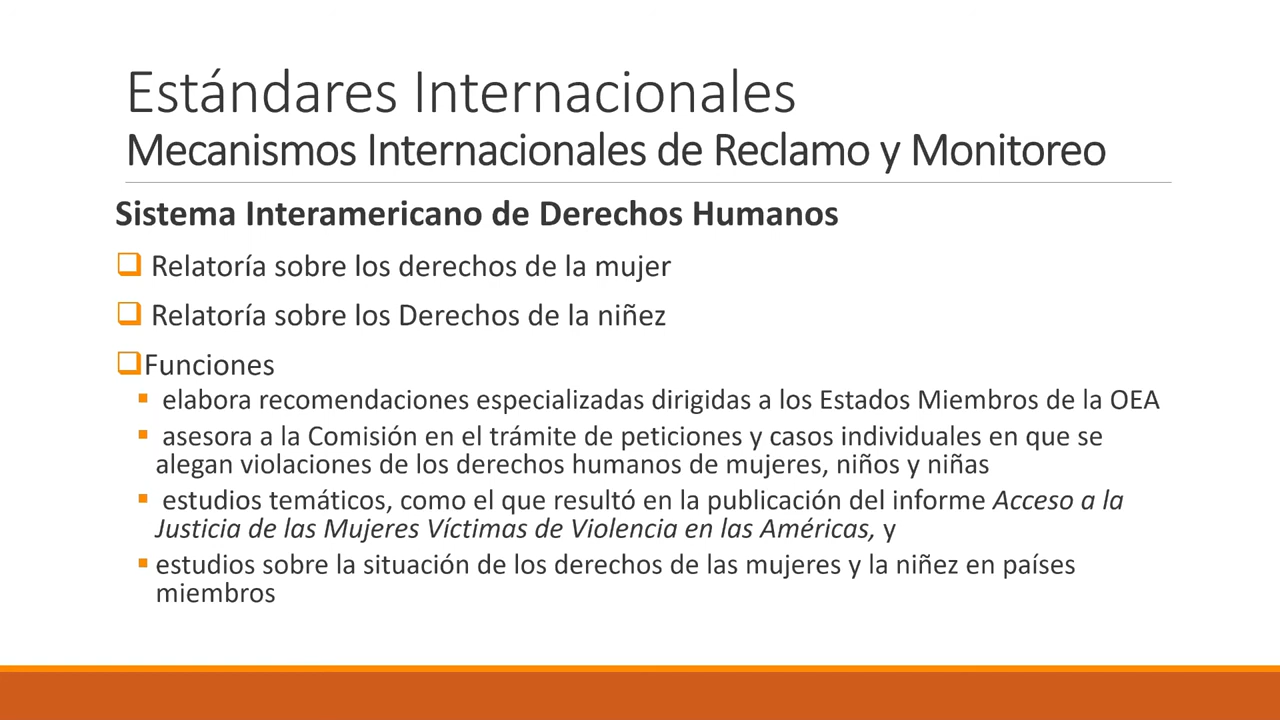 Estándares Internacionales
Mecanismos Internacionales de Reclamo y Monitoreo
Sistema Interamericano de Derechos Humanos
Relatoría sobre los derechos de la mujer
Relatoría sobre los Derechos de la niñez
Funciones
elabora recomendaciones especializadas dirigidas a los Estados Miembros de la OEA
asesora a la Comisión en el trámite de peticiones y casos individuales en que se
alegan violaciones de los derechos humanos de mujeres, niños y niñas
estudios temáticos, como el que resultó en la publicación del informe Acceso a la
Justicia de las Mujeres Víctimas de Violencia en las Américas, y
estudios sobre la situación de los derechos de las mujeres y la niñez en países
miembros